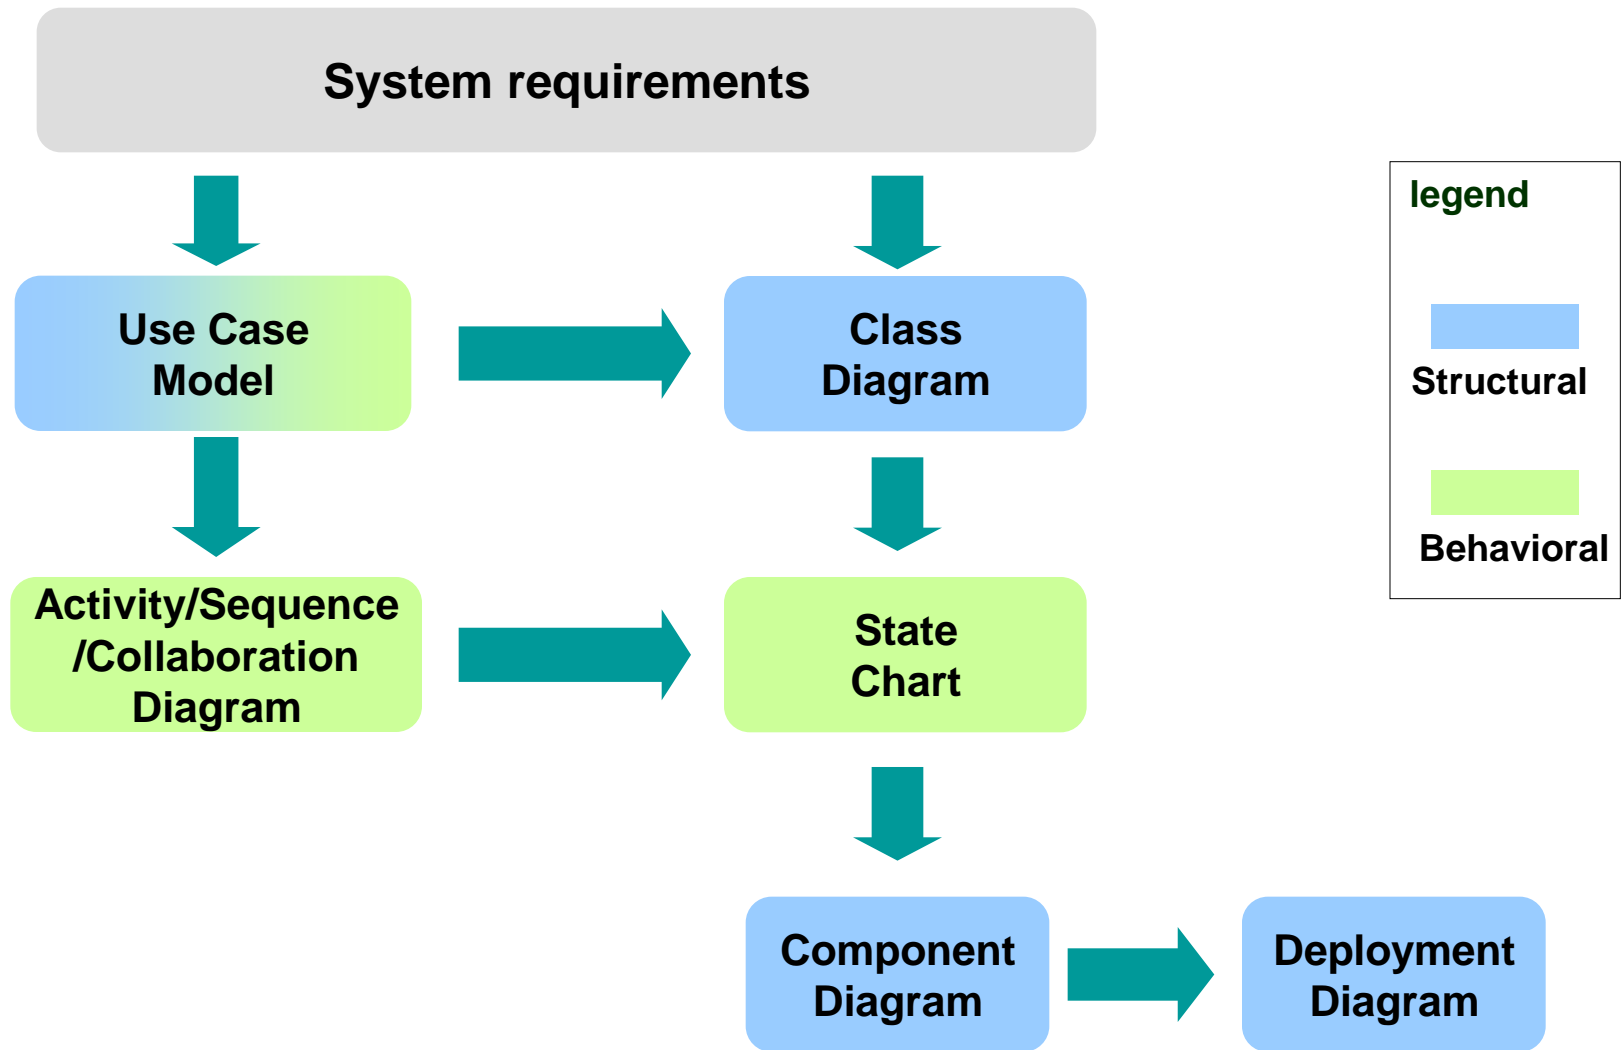 System requirements
legend
Use Case
Model
Class
Diagram
Structural
Behavioral
Activity/Sequence
/Collaboration
Diagram
State
Chart
Component
Diagram
Deployment
Diagram